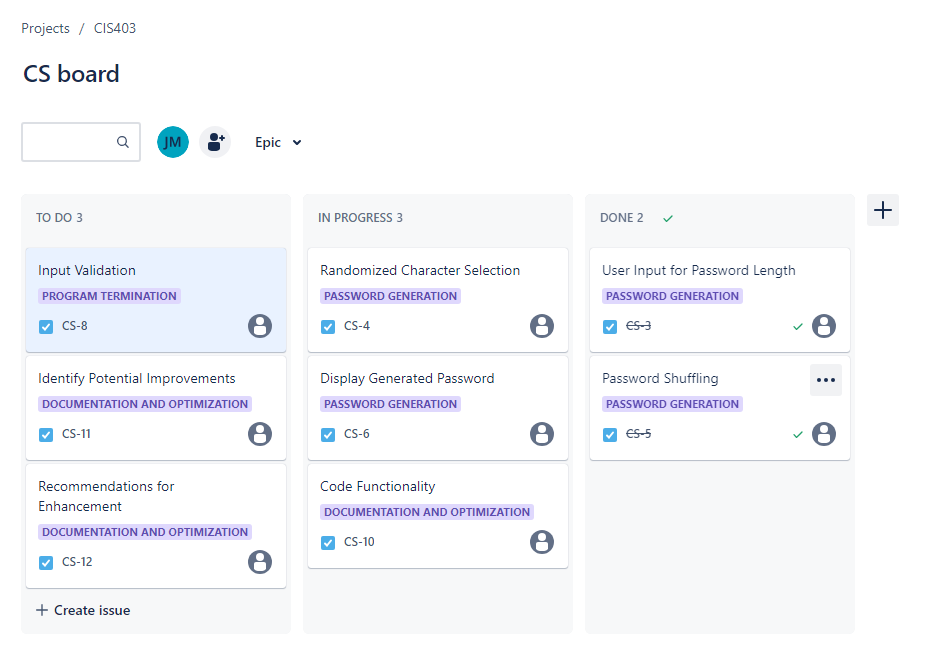 Projects / CIS403
CS board
JM
Epic
TO DO 3
Input Validation
PROGRAM TERMINATION
CS-8
Identify Potential Improvements
DOCUMENTATION AND OPTIMIZATION
CS-11
Recommendations for
Enhancement
DOCUMENTATION AND OPTIMIZATION
CS-12
Create issue
IN PROGRESS 3
Randomized Character Selection
PASSWORD GENERATION
CS-4
Display Generated Password
PASSWORD GENERATION
CS-6
Code Functionality
DOCUMENTATION AND OPTIMIZATION
CS-10
DONE 2
User Input for Password Length
PASSWORD GENERATION
CS-3
Password Shuffling
PASSWORD GENERATION
CS-5